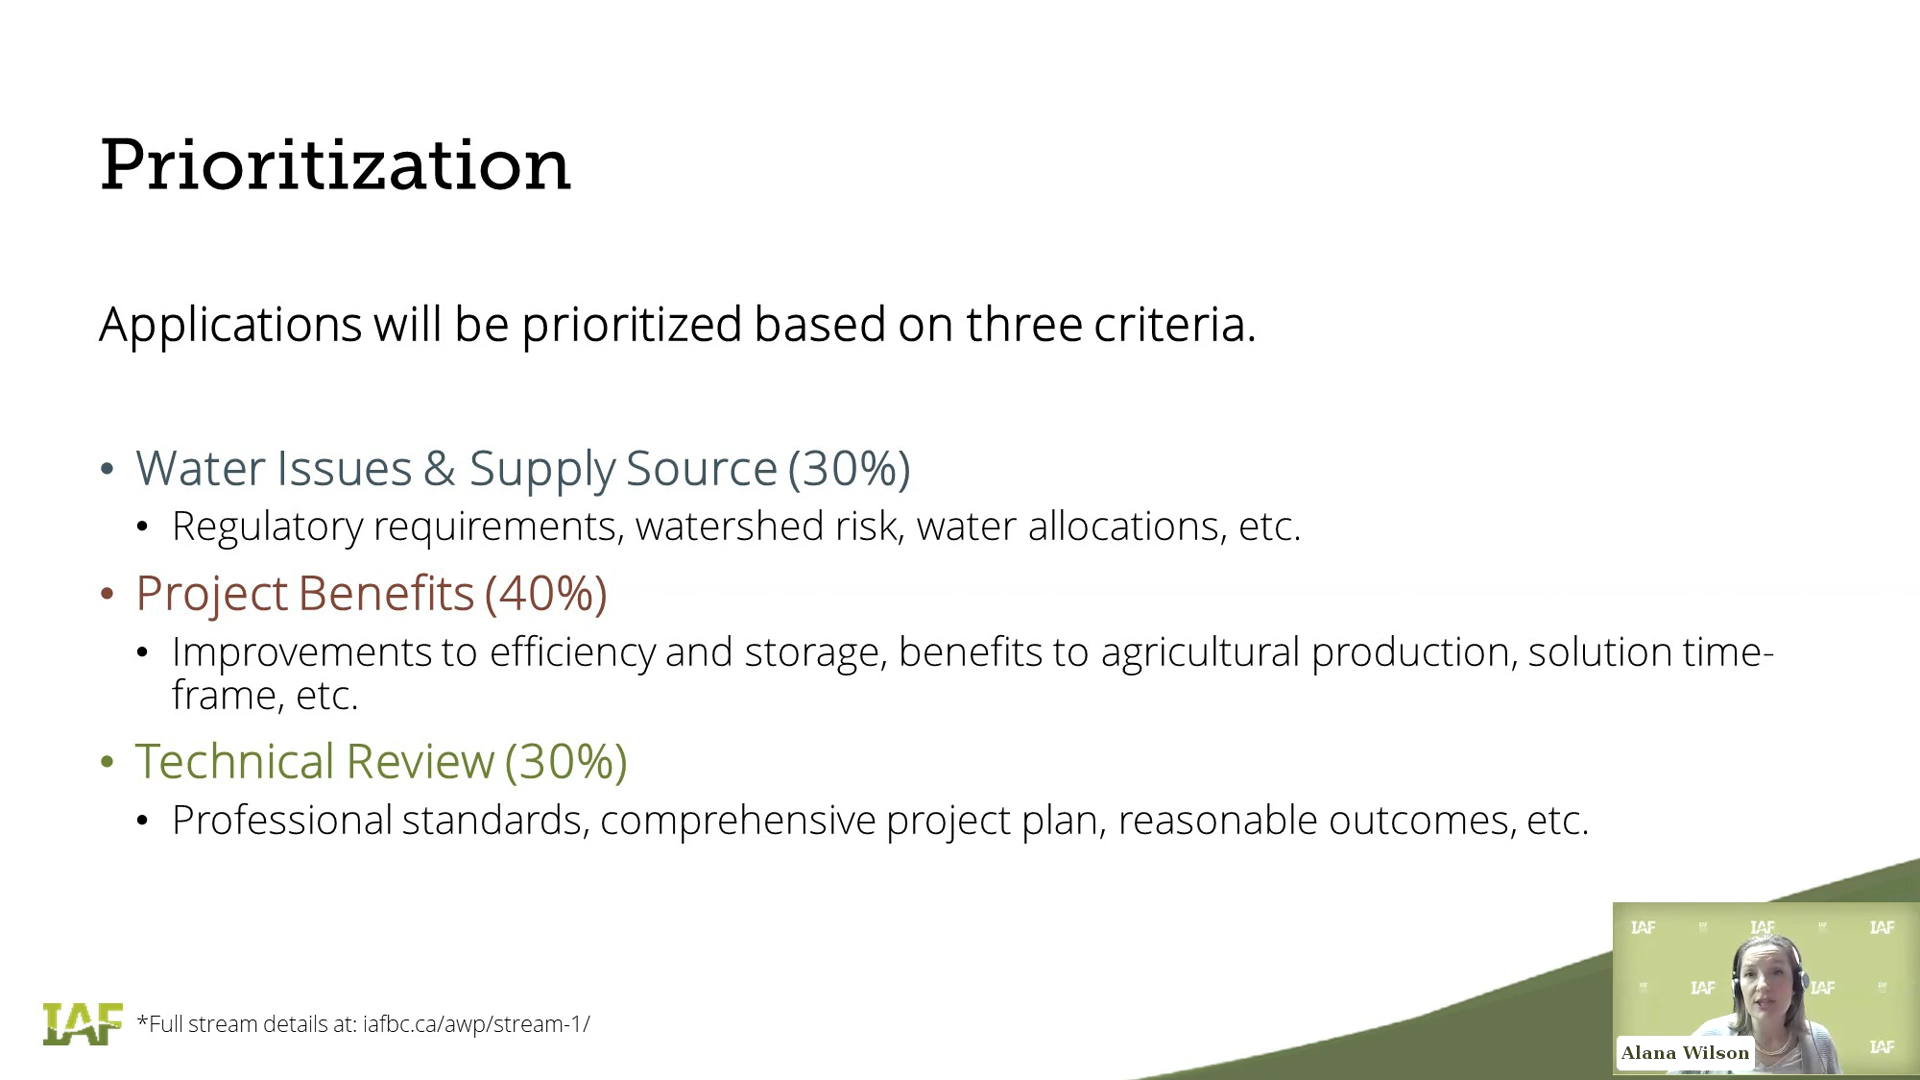 Prioritization
Applications will be prioritized based on three criteria.
• Water Issues & Supply Source (30%)
• Regulatory requirements, watershed risk, water allocations, etc.
• Project Benefits (40%)
• Improvements to efficiency and storage, benefits to agricultural production, solution time-
frame, etc.
• Technical Review (30%)
• Professional standards, comprehensive project plan, reasonable outcomes, etc.
IAF *Full stream details at: iafbc.ca/awp/stream-1/
IAF IAF IAF
IAF IAF
IAF
Alana Wilson